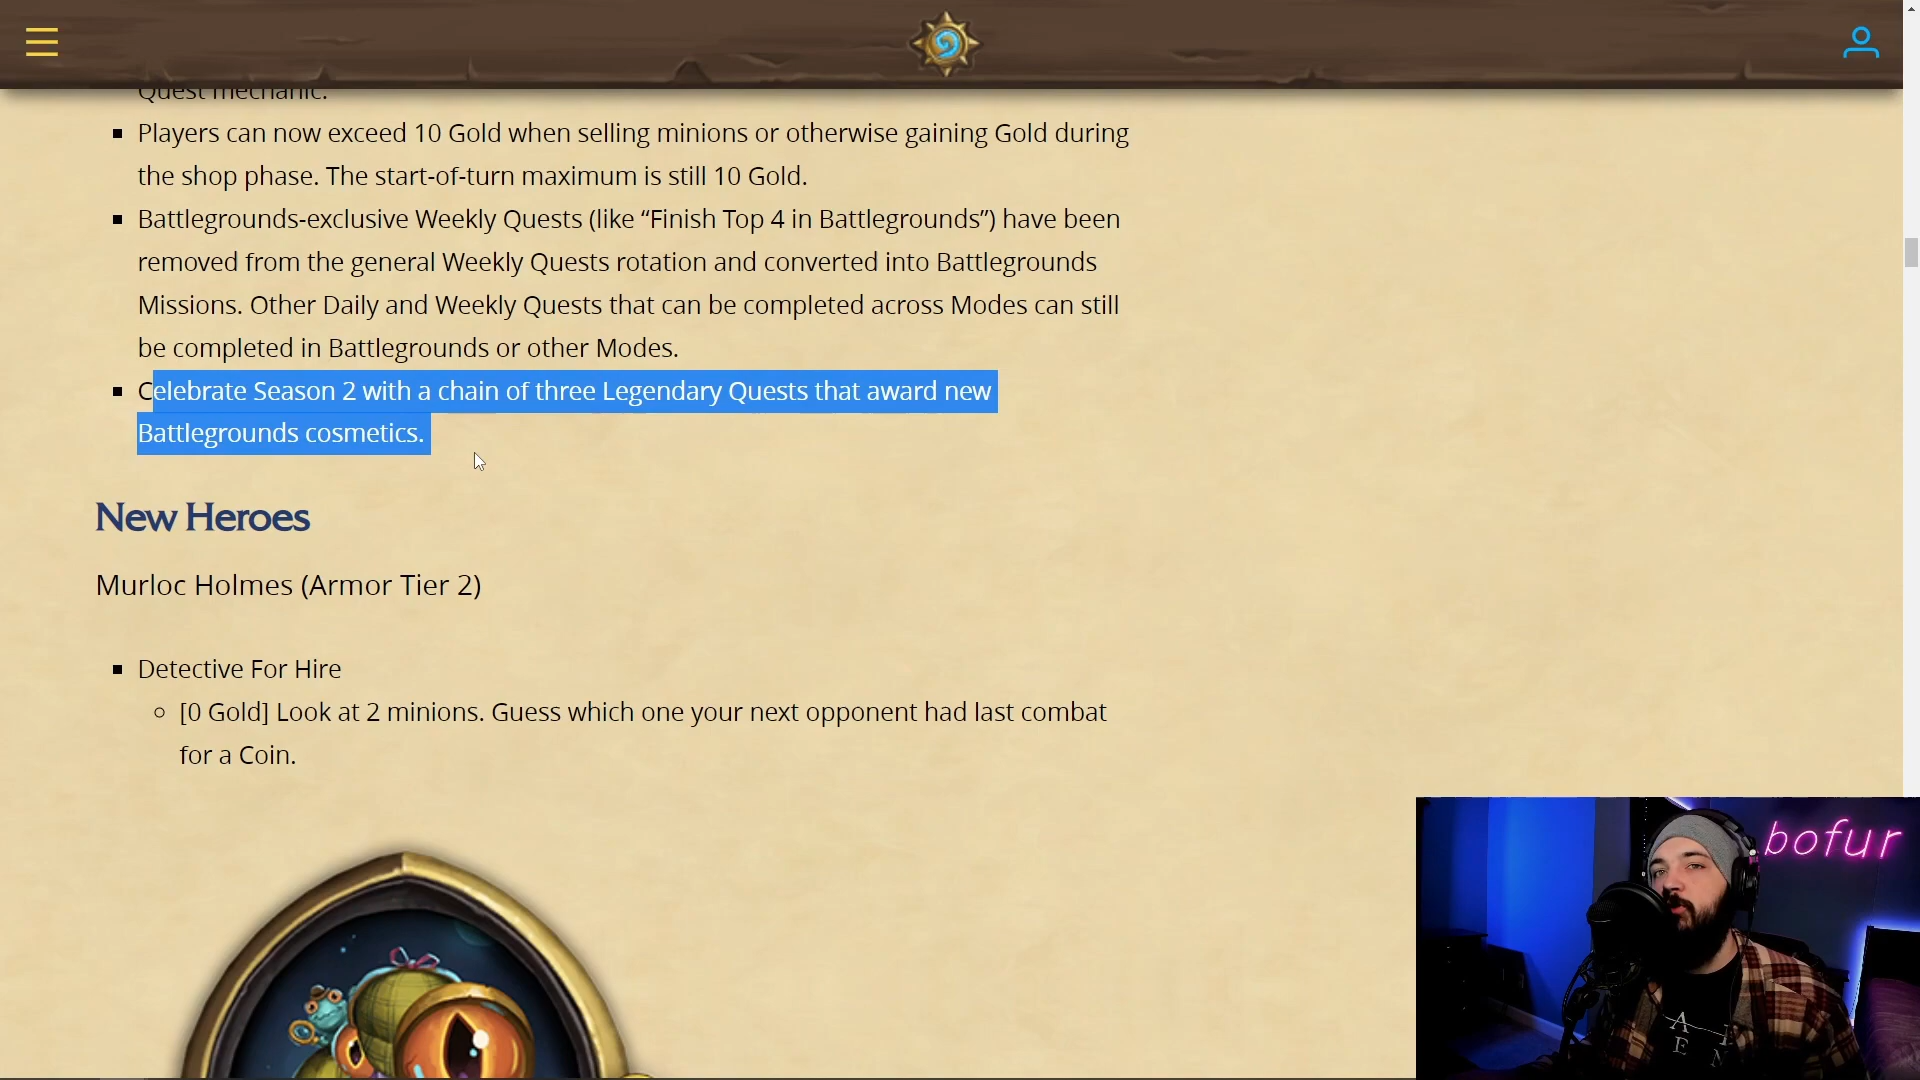 Quest mechanic.
Players can now exceed 10 Gold when selling minions or otherwise gaining Gold during
the shop phase. The start-of-turn maximum is still 10 Gold.
Battlegrounds-exclusive Weekly Quests (like “Finish Top 4 in Battlegrounds”) have been
removed from the general Weekly Quests rotation and converted into Battlegrounds
Missions. Other Daily and Weekly Quests that can be completed across Modes can still
be completed in Battlegrounds or other Modes.
Celebrate Season 2 with a chain of three Legendary Quests that award new
Battlegrounds cosmetics.
New Heroes
Murloc Holmes (Armor Tier 2)
Detective For Hire
[0 Gold] Look at 2 minions. Guess which one your next opponent had last combat
for a Coin.
bofur